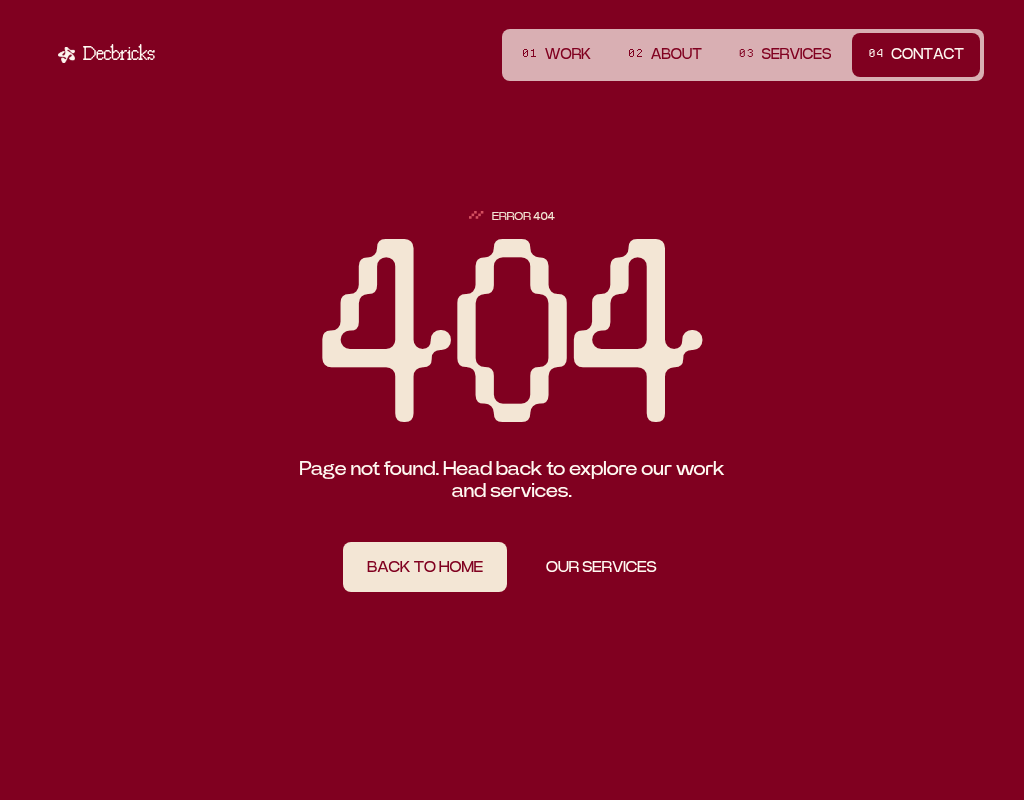 Decbricks
01 WORK
02 ABOUT
03 SERVICES
04 CONTACT
ERROR 404
404
Page not found. Head back to explore our work
and services.
BACK TO HOME
OUR SERVICES